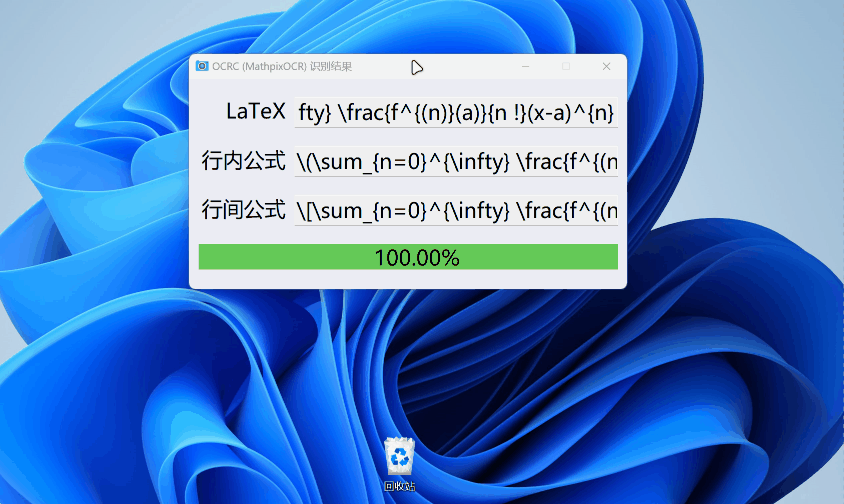 OCRC (MathpixOCR) 识别结果
LaTeX fty} \frac{f^{(n)}(a)}{n !}(x-a)^{n}
行内公式 \(\sum_{n=0}^{\infty} \frac{f^{(n
行间公式 \[\sum_{n=0}^{\infty} \frac{f^{(n
100.00%
回收站